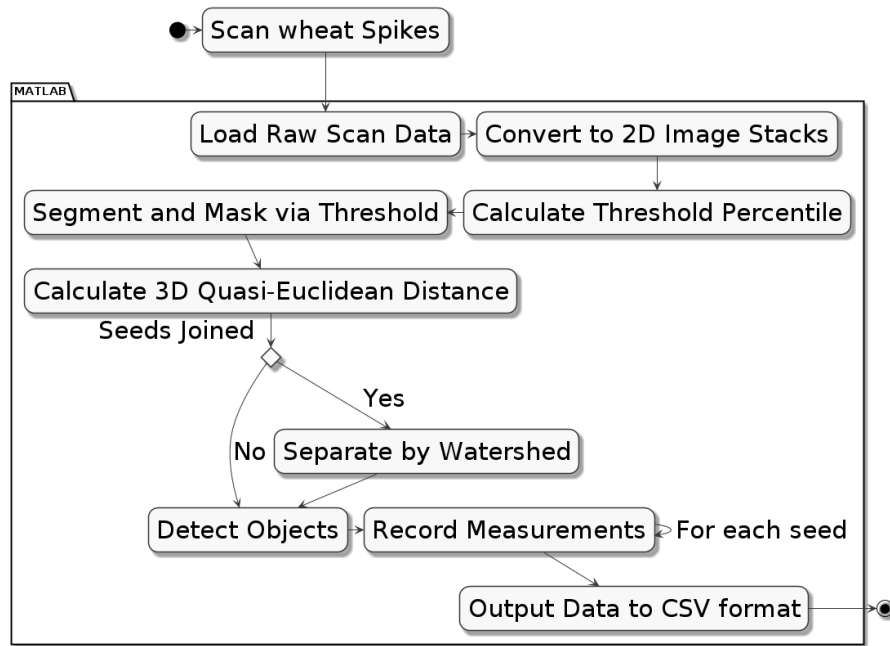 Scan wheat Spikes
MATLAB
Load Raw Scan Data
Convert to 2D Image Stacks
Segment and Mask via Threshold
Calculate Threshold Percentile
Calculate 3D Quasi-Euclidean Distance
Seeds Joined
Yes
No
Separate by Watershed
Detect Objects
Record Measurements
For each seed
Output Data to CSV format